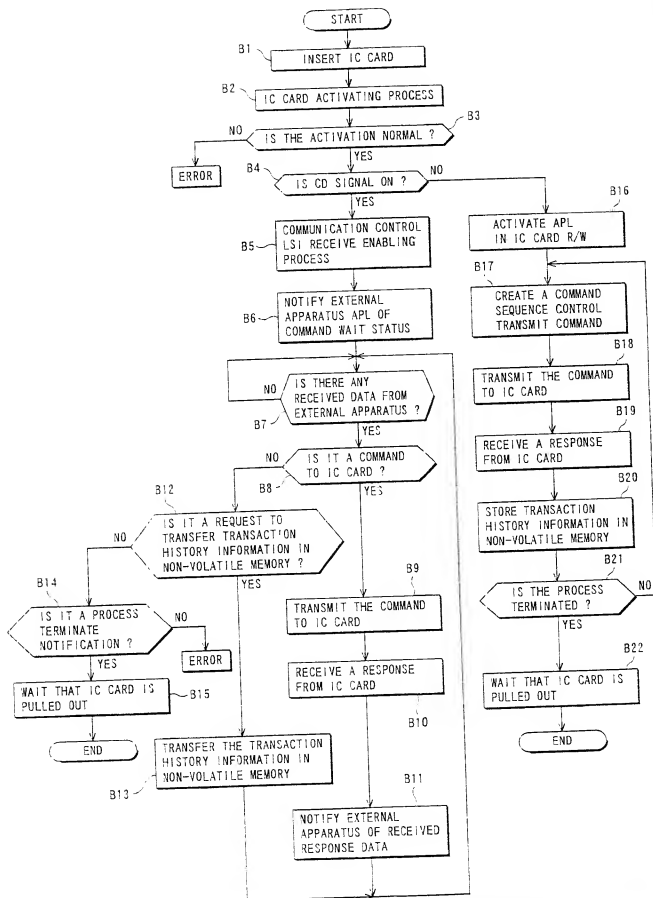 START
B1
INSERT IC CARD
B2
IC CARD ACTIVATING PROCESS
B3
IS THE ACTIVATION NORMAL ?
NO
YES
ERROR
B4
IS CD SIGNAL ON ?
NO
YES
B5
COMMUNICATION CONTROL
LSI RECEIVE ENABLING
PROCESS
B6
NOTIFY EXTERNAL
APPARATUS APL OF
COMMAND WAIT STATUS
B7
IS THERE ANY
RECEIVED DATA FROM
EXTERNAL APPARATUS ?
NO
YES
B8
IS IT A COMMAND
TO IC CARD ?
NO
YES
B12
IS IT A REQUEST TO
TRANSFER TRANSACTION
HISTORY INFORMATION IN
NON-VOLATILE MEMORY ?
NO
YES
B14
IS IT A PROCESS
TERMINATE
NOTIFICATION ?
NO
YES
ERROR
B15
WAIT THAT IC CARD IS
PULLED OUT
END
B13
TRANSFER THE TRANSACTION
HISTORY INFORMATION IN
NON-VOLATILE MEMORY
B9
TRANSMIT THE COMMAND
TO IC CARD
RECEIVE A RESPONSE
FROM IC CARD
B10
B11
NOTIFY EXTERNAL
APPARATUS OF RECEIVED
RESPONSE DATA
B16
ACTIVATE APL
IN IC CARD R/W
B17
CREATE A COMMAND
SEQUENCE CONTROL
TRANSMIT COMMAND
B18
TRANSMIT THE COMMAND
TO IC CARD
B19
RECEIVE A RESPONSE
FROM IC CARD
B20
STORE TRANSACTION
HISTORY INFORMATION IN
NON-VOLATILE MEMORY
B21
IS THE PROCESS
TERMINATED ?
NO
YES
B22
WAIT THAT IC CARD IS
PULLED OUT
END